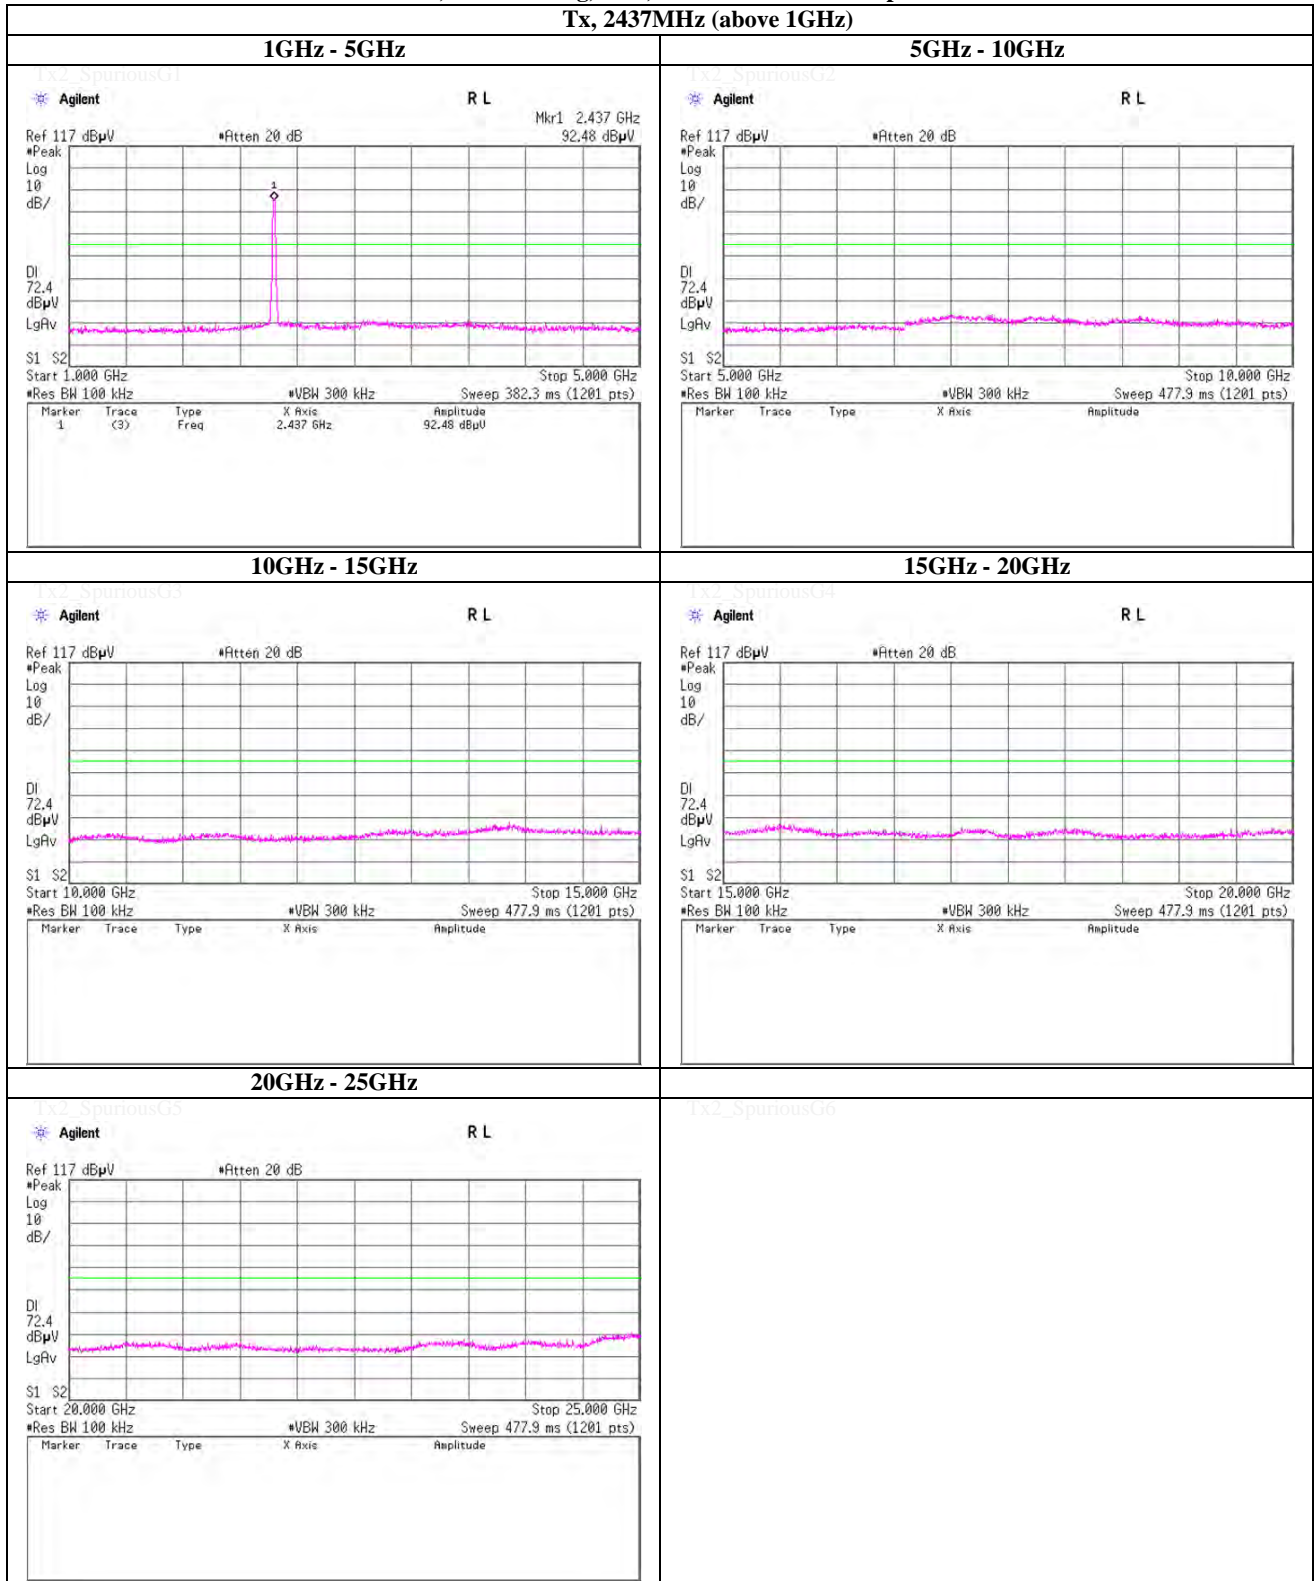 Tx, 2437MHz (above 1GHz)
1GHz - 5GHz
Tx2_SpuriousG1
Agilent R L
Mkr1 2.437 GHz
Ref 117 dBµV #Atten 20 dB 92.48 dBµV
#Peak
Log
10
dB/
1
DI
72.4
dBµV
LgAv
S1 S2
Start 1.000 GHz Stop 5.000 GHz
#Res BW 100 kHz #VBW 300 kHz Sweep 382.3 ms (1201 pts)
Marker Trace Type X Axis Amplitude
1 (3) Freq 2.437 GHz 92.48 dBµV
5GHz - 10GHz
Tx2_SpuriousG2
Agilent R L
Ref 117 dBµV #Atten 20 dB
#Peak
Log
10
dB/
DI
72.4
dBµV
LgAv
S1 S2
Start 5.000 GHz Stop 10.000 GHz
#Res BW 100 kHz #VBW 300 kHz Sweep 477.9 ms (1201 pts)
Marker Trace Type X Axis Amplitude
10GHz - 15GHz
Tx2_SpuriousG3
Agilent R L
Ref 117 dBµV #Atten 20 dB
#Peak
Log
10
dB/
DI
72.4
dBµV
LgAv
S1 S2
Start 10.000 GHz Stop 15.000 GHz
#Res BW 100 kHz #VBW 300 kHz Sweep 477.9 ms (1201 pts)
Marker Trace Type X Axis Amplitude
15GHz - 20GHz
Tx2_SpuriousG4
Agilent R L
Ref 117 dBµV #Atten 20 dB
#Peak
Log
10
dB/
DI
72.4
dBµV
LgAv
S1 S2
Start 15.000 GHz Stop 20.000 GHz
#Res BW 100 kHz #VBW 300 kHz Sweep 477.9 ms (1201 pts)
Marker Trace Type X Axis Amplitude
20GHz - 25GHz
Tx2_SpuriousG5
Agilent R L
Ref 117 dBµV #Atten 20 dB
#Peak
Log
10
dB/
DI
72.4
dBµV
LgAv
S1 S2
Start 20.000 GHz Stop 25.000 GHz
#Res BW 100 kHz #VBW 300 kHz Sweep 477.9 ms (1201 pts)
Marker Trace Type X Axis Amplitude
Tx2_SpuriousG6